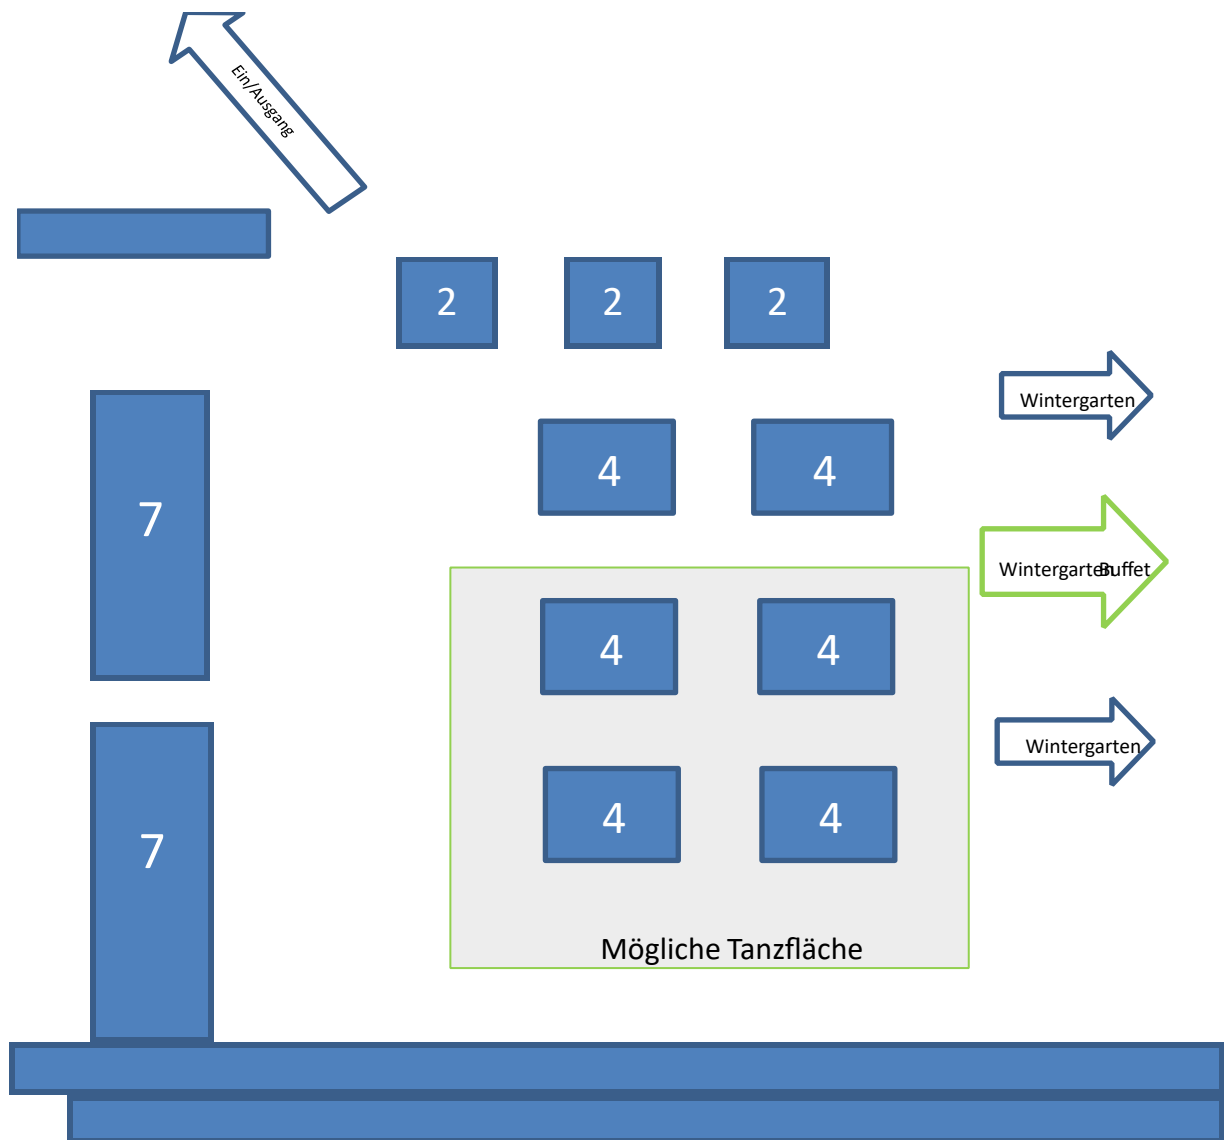 Ein/Ausgang
2 2 2
Wintergarten
4 4
7
Wintergarten Buffet
4 4
Wintergarten
4 4
7
Mögliche Tanzfläche